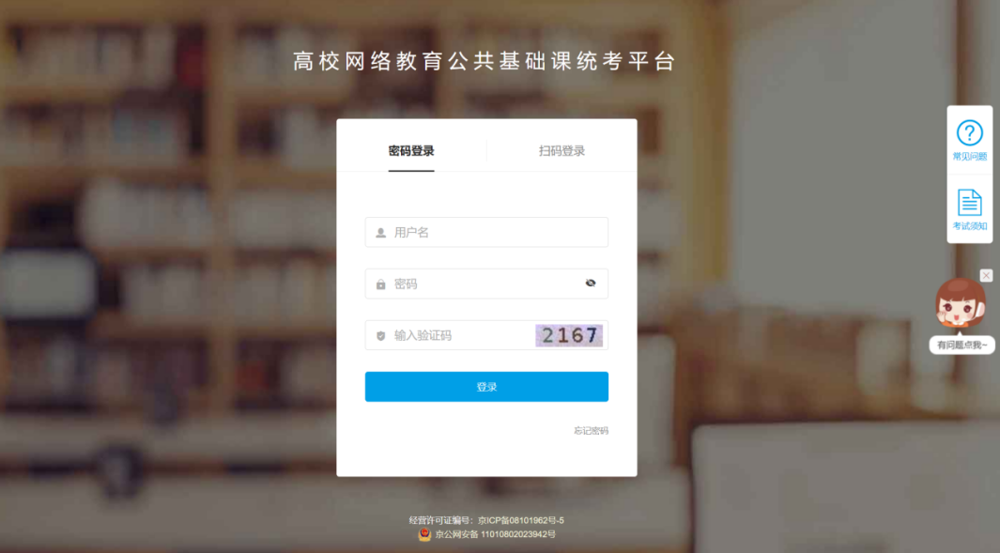 高校网络教育公共基础课统考平台
密码登录
扫码登录
用户名
密码
输入验证码
2167
登录
忘记密码
常见问题
考试须知
有问题点我~
经营许可证编号：京ICP备08101962号-5
京公网安备 11010802023942号